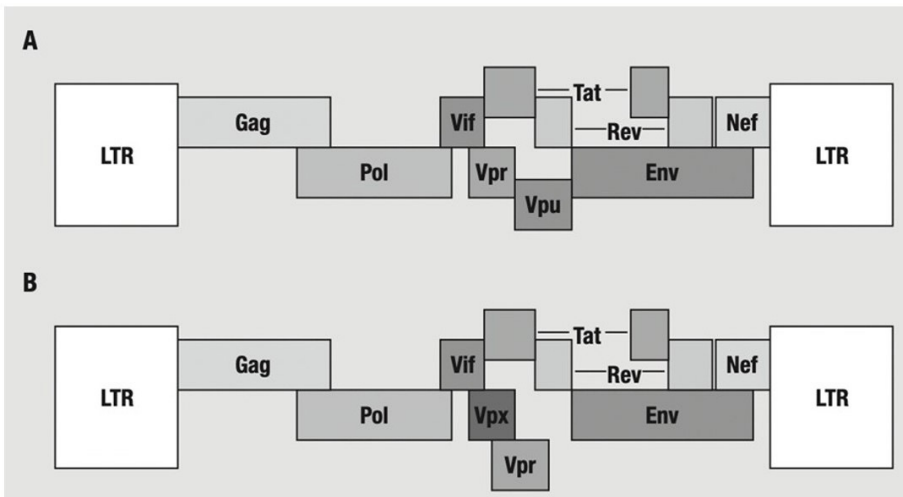 A
LTR
Gag
Pol
Vif
Vpr
Vpu
Tat
Rev
Env
Nef
LTR
B
LTR
Gag
Pol
Vif
Vpx
Vpr
Tat
Rev
Env
Nef
LTR